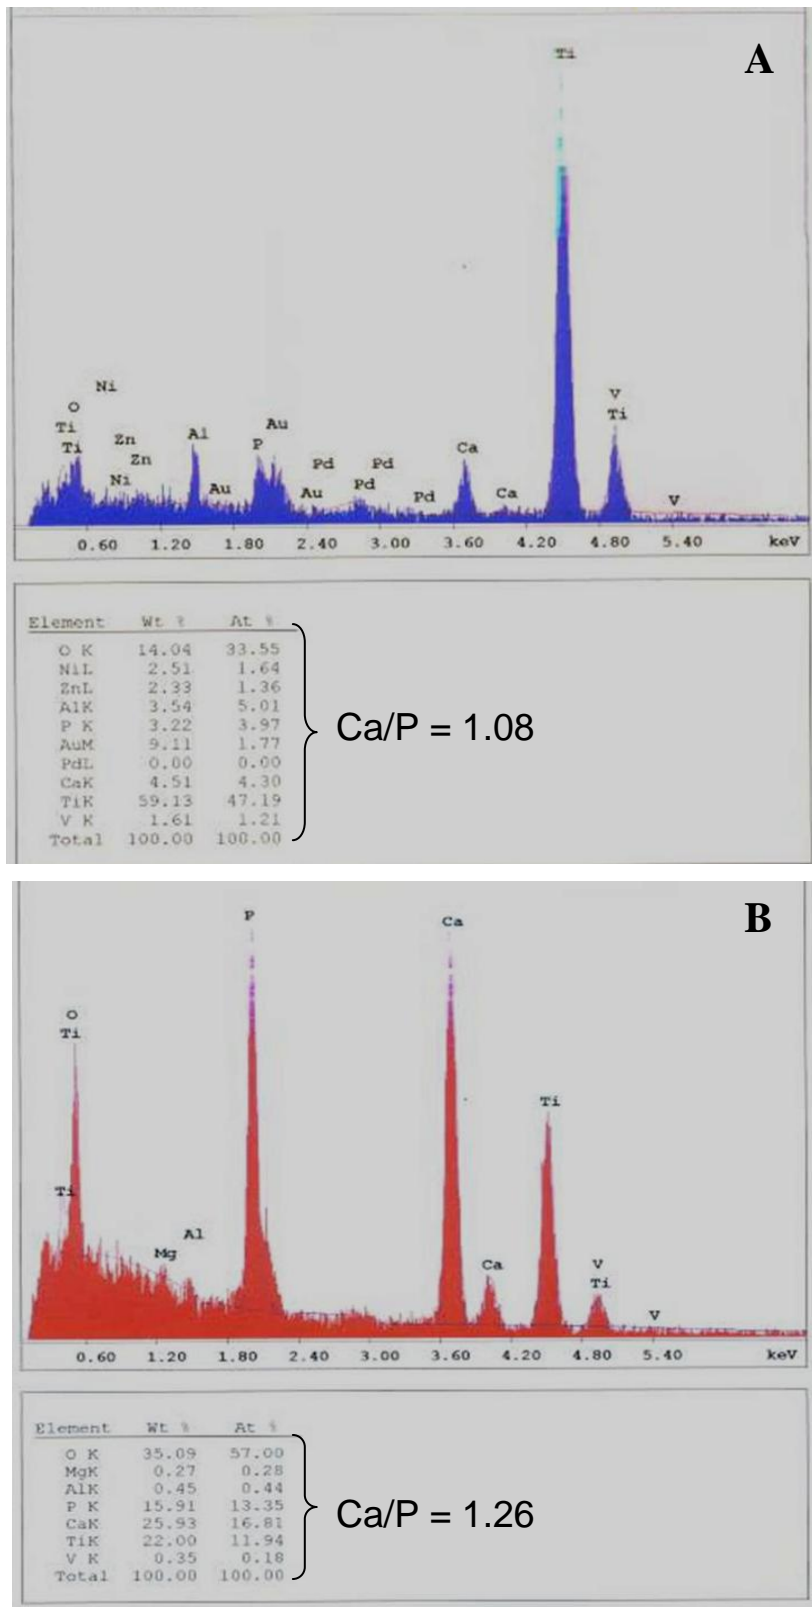 A
Ti
Ni
O
Ti
Ti
Zn
Ni
Zn
Al
Au
P
Au
Au
Pd
Pd
Pd
Pd
Ca
Ca
V
Ti
V
0.60 1.20 1.80 2.40 3.00 3.60 4.20 4.80 5.40 keV
Element Wt % At %
O K 14.04 33.55
NiL 2.51 1.64
ZnL 2.33 1.36
AlK 3.54 5.01
P K 3.22 3.97
AuM 9.11 1.77
PdL 0.00 0.00
CaK 4.51 4.30
TiK 59.13 47.19
V K 1.61 1.21
Total 100.00 100.00
Ca/P = 1.08
B
P
Ca
O
Ti
Ti
Mg
Al
Ti
Ca
V
Ti
V
0.60 1.20 1.80 2.40 3.00 3.60 4.20 4.80 5.40 keV
Element Wt % At %
O K 35.09 57.00
MgK 0.27 0.28
AlK 0.45 0.44
P K 15.91 13.35
CaK 25.93 16.81
TiK 22.00 11.94
V K 0.35 0.18
Total 100.00 100.00
Ca/P = 1.26